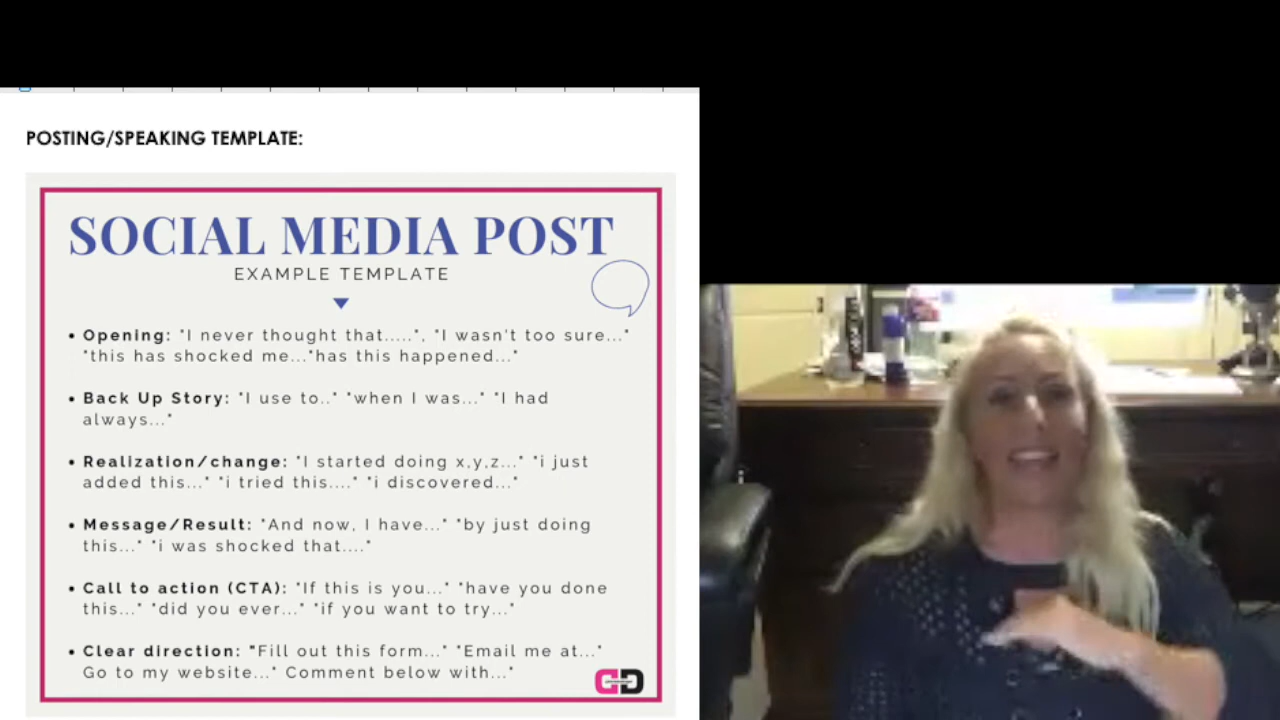 POSTING/SPEAKING TEMPLATE:
SOCIAL MEDIA POST
EXAMPLE TEMPLATE
• Opening: "I never thought that.....", "I wasn't too sure..."
"this has shocked me..."has this happened..."
• Back Up Story: "I use to.." "when I was..." "I had
always..."
• Realization/change: "I started doing x,y,z..." "i just
added this..." "i tried this...." "i discovered..."
• Message/Result: "And now, I have..." "by just doing
this..." "i was shocked that...."
• Call to action (CTA): "If this is you..." "have you done
this..." "did you ever..." "if you want to try..."
• Clear direction: "Fill out this form..." "Email me at..."
Go to my website..." Comment below with..."